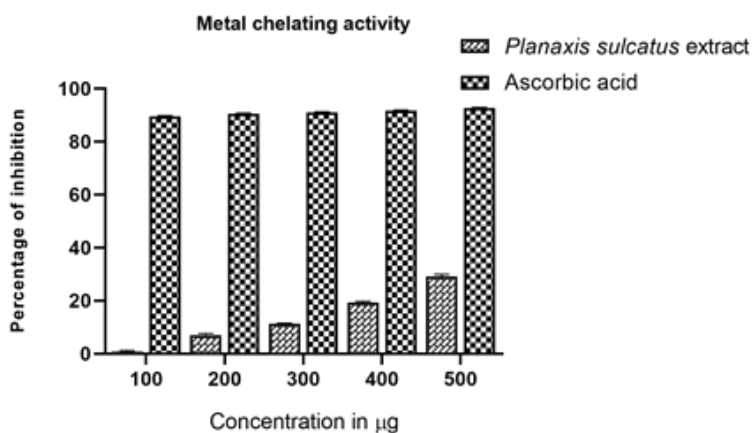 Metal chelating activity
Planaxis sulcatus extract
Ascorbic acid
Percentage of inhibition
100
80
60
40
20
0
100 200 300 400 500
Concentration in μg